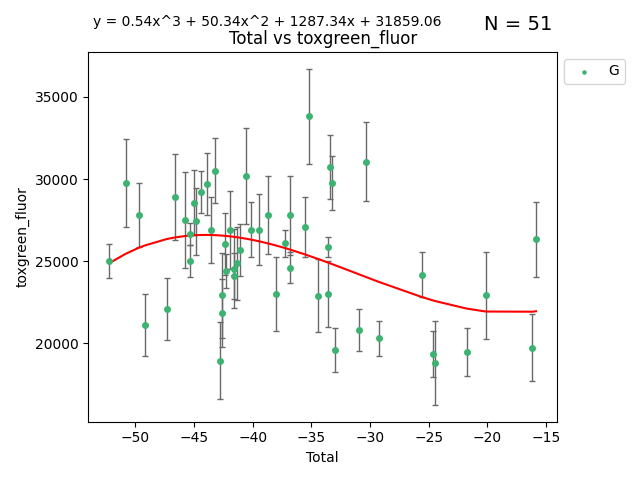 y = 0.54x^3 + 50.34x^2 + 1287.34x + 31859.06
N = 51
Total vs toxgreen_fluor
G
toxgreen_fluor
35000
30000
25000
20000
−50 −45 −40 −35 −30 −25 −20 −15
Total